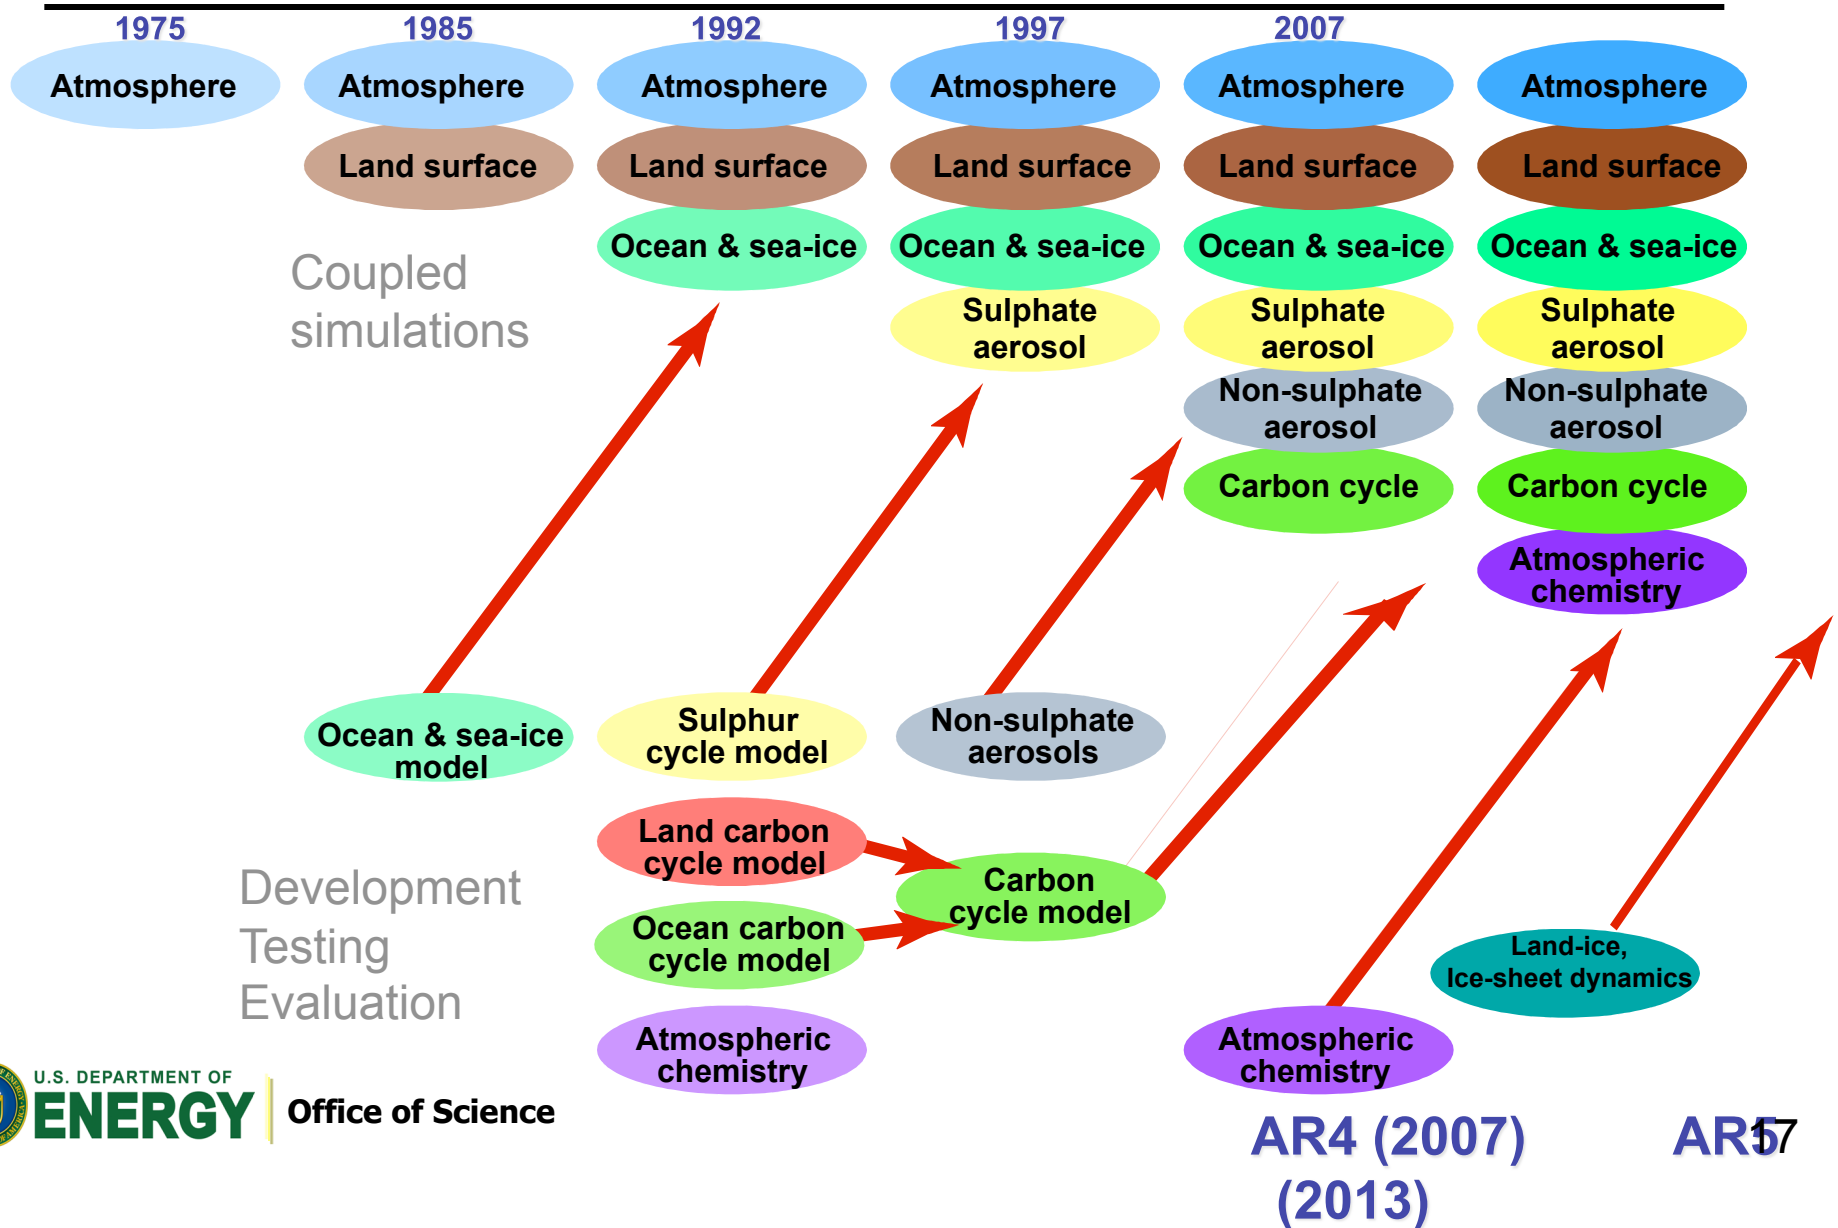 1975
1985
1992
1997
2007
Atmosphere
Atmosphere
Atmosphere
Atmosphere
Atmosphere
Atmosphere
Land surface
Land surface
Land surface
Land surface
Land surface
Ocean & sea-ice
Ocean & sea-ice
Ocean & sea-ice
Ocean & sea-ice
Coupled
simulations
Sulphate
aerosol
Sulphate
aerosol
Sulphate
aerosol
Non-sulphate
aerosol
Non-sulphate
aerosol
Carbon cycle
Carbon cycle
Atmospheric
chemistry
Ocean & sea-ice
model
Sulphur
cycle model
Non-sulphate
aerosols
Land carbon
cycle model
Carbon
cycle model
Development
Testing
Evaluation
Ocean carbon
cycle model
Land-ice,
Ice-sheet dynamics
Atmospheric
chemistry
Atmospheric
chemistry
U.S. DEPARTMENT OF
ENERGY
Office of Science
AR4 (2007)
AR5
17
(2013)